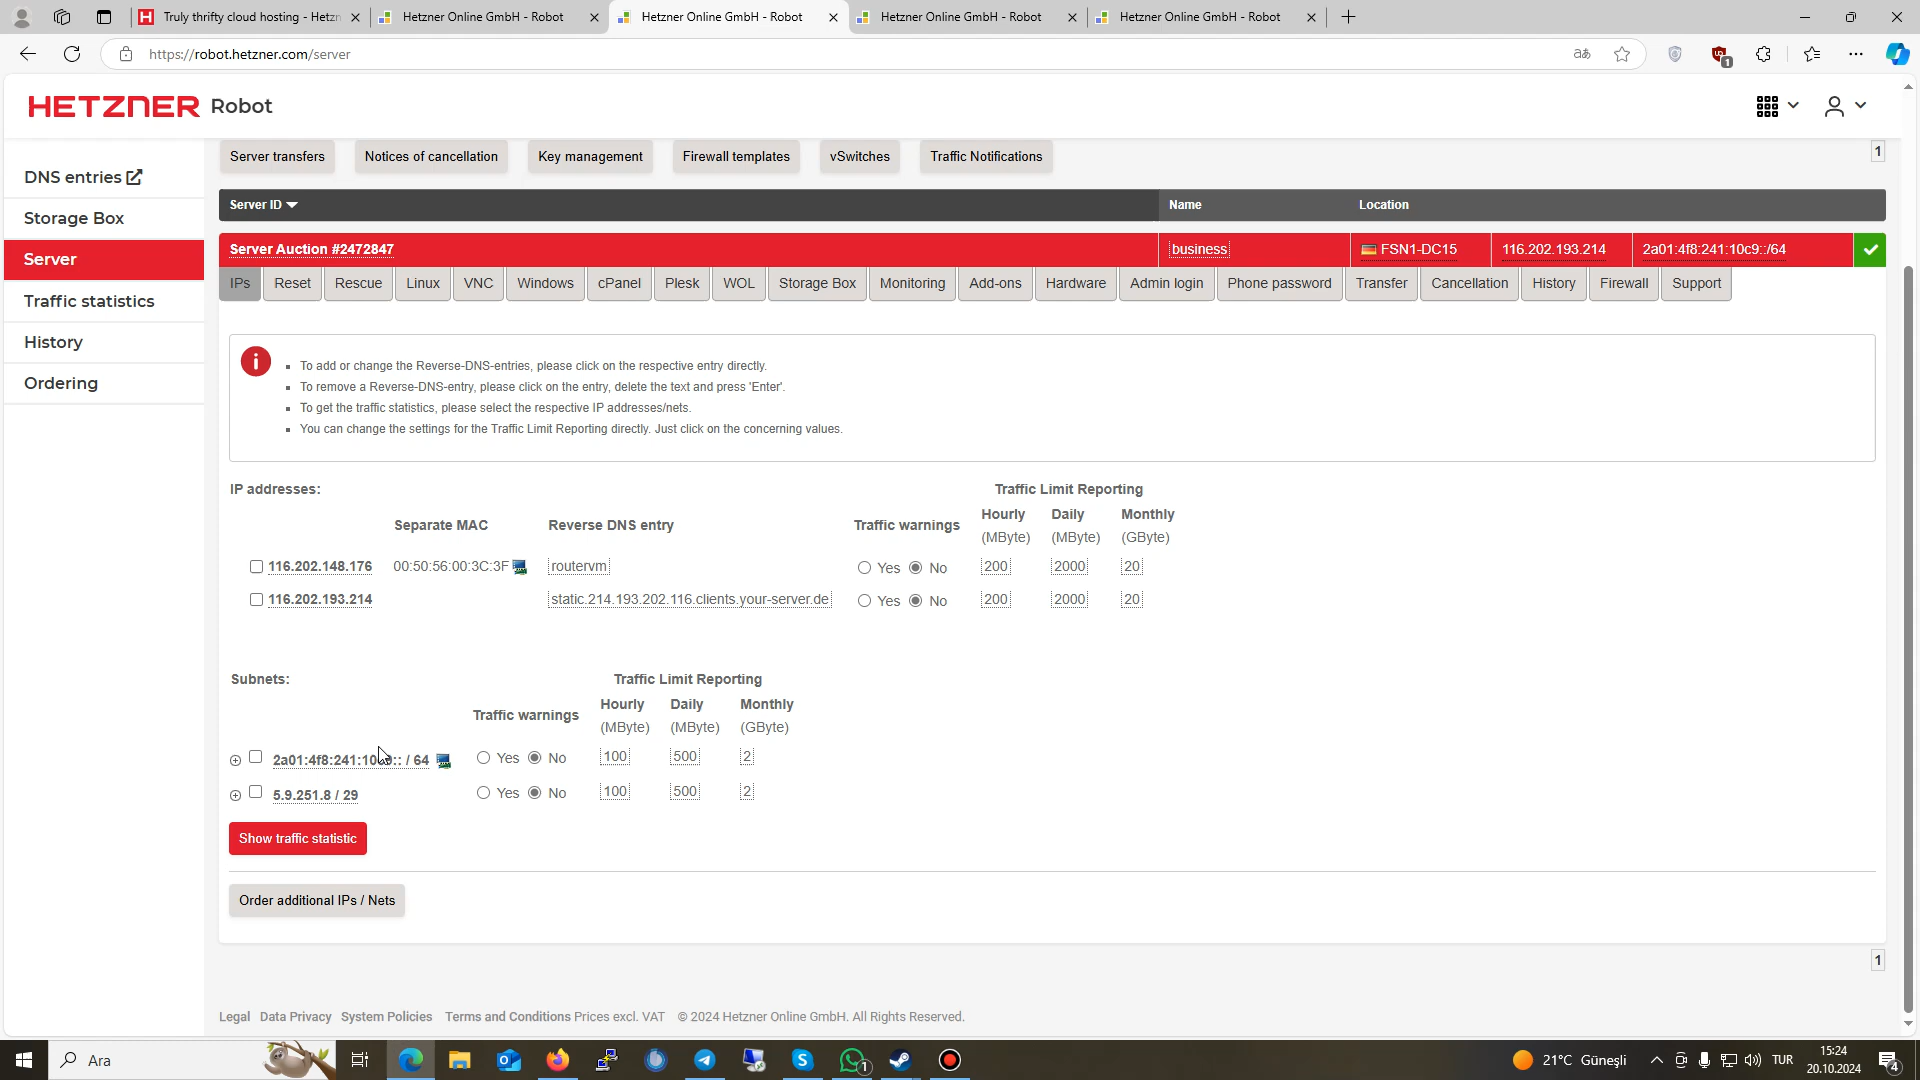 Truly thrifty cloud hosting - Hetzn
Hetzner Online GmbH - Robot
Hetzner Online GmbH - Robot
Hetzner Online GmbH - Robot
Hetzner Online GmbH - Robot
https://robot.hetzner.com/server
HETZNER Robot
DNS entries
Storage Box
Server
Traffic statistics
History
Ordering
Server transfers
Notices of cancellation
Key management
Firewall templates
vSwitches
Traffic Notifications
1
Server ID
Name
Location
Server Auction #2472847
business
FSN1-DC15
116.202.193.214
2a01:4f8:241:10c9::/64
IPs
Reset
Rescue
Linux
VNC
Windows
cPanel
Plesk
WOL
Storage Box
Monitoring
Add-ons
Hardware
Admin login
Phone password
Transfer
Cancellation
History
Firewall
Support
To add or change the Reverse-DNS-entries, please click on the respective entry directly.
To remove a Reverse-DNS-entry, please click on the entry, delete the text and press 'Enter'.
To get the traffic statistics, please select the respective IP addresses/nets.
You can change the settings for the Traffic Limit Reporting directly. Just click on the concerning values.
IP addresses:
Traffic Limit Reporting
Separate MAC
Reverse DNS entry
Traffic warnings
Hourly Daily Monthly
(MByte) (MByte) (GByte)
116.202.148.176 00:50:56:00:3C:3F routervm Yes No 200 2000 20
116.202.193.214 static.214.193.202.116.clients.your-server.de Yes No 200 2000 20
Subnets:
Traffic Limit Reporting
Traffic warnings
Hourly Daily Monthly
(MByte) (MByte) (GByte)
2a01:4f8:241:10c9:: / 64 Yes No 100 500 2
5.9.251.8 / 29 Yes No 100 500 2
Show traffic statistic
Order additional IPs / Nets
1
Legal Data Privacy System Policies Terms and Conditions Prices excl. VAT © 2024 Hetzner Online GmbH. All Rights Reserved.
Ara
21°C Güneşli
TUR
15:24
20.10.2024
4